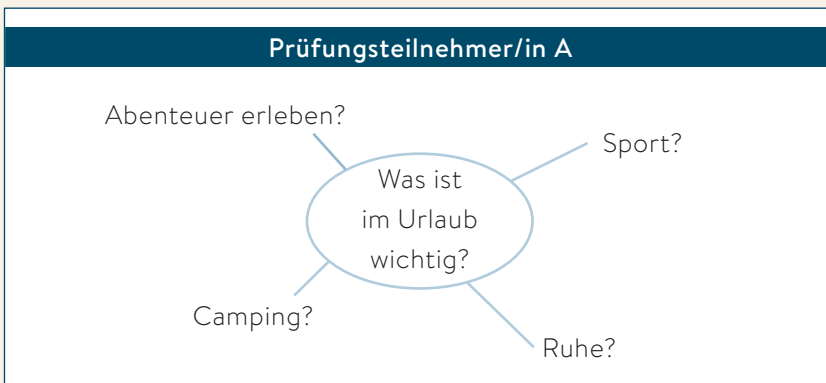 Prüfungsteilnehmer/in A
Abenteuer erleben?
Sport?
Was ist
im Urlaub
wichtig?
Camping?
Ruhe?